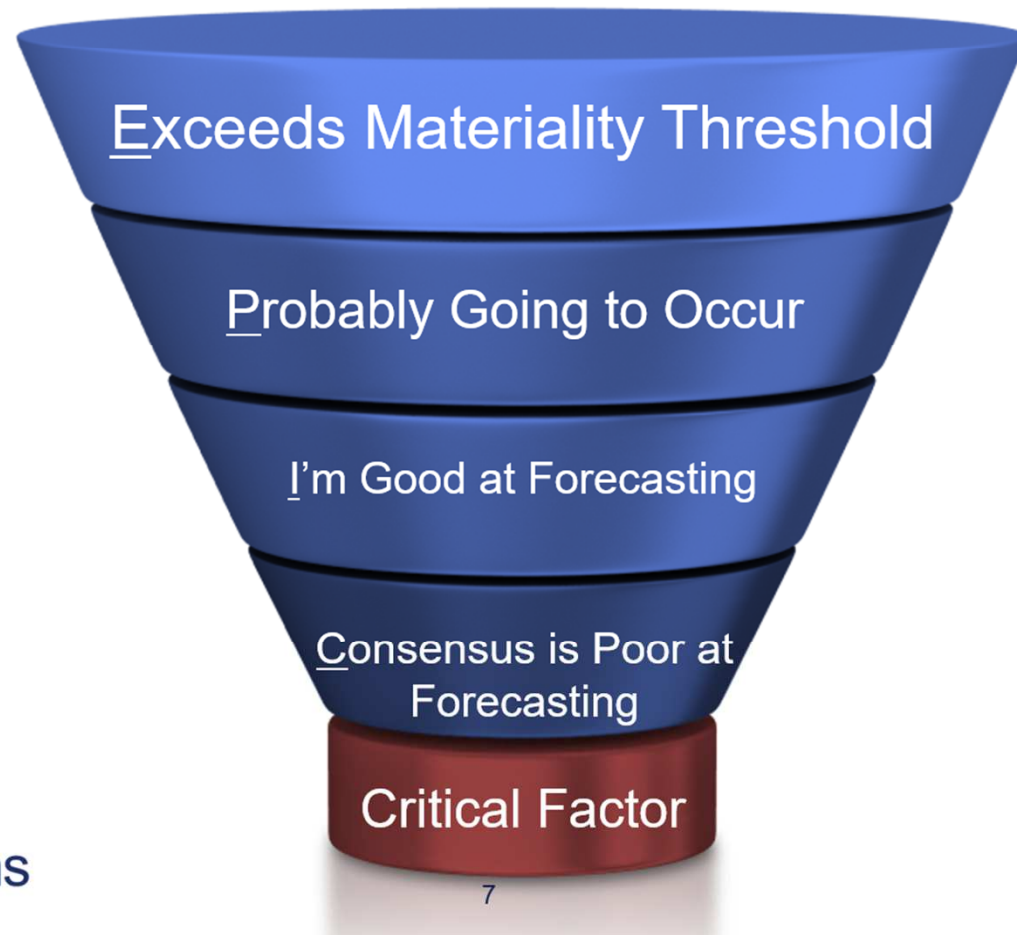 Exceeds Materiality Threshold
Probably Going to Occur
I'm Good at Forecasting
Consensus is Poor at
Forecasting
Critical Factor
7